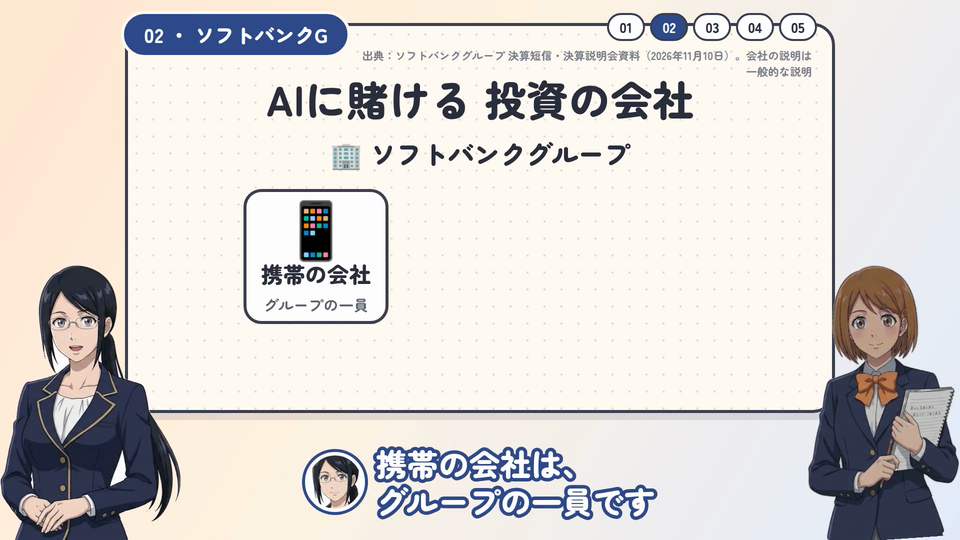 02 ・ ソフトバンクG
01 02 03 04 05
出典：ソフトバンクグループ 決算短信・決算説明会資料（2026年11月10日）。会社の説明は
一般的な説明
AIに賭ける 投資の会社
ソフトバンクグループ
携帯の会社
グループの一員
携帯の会社は、
グループの一員です